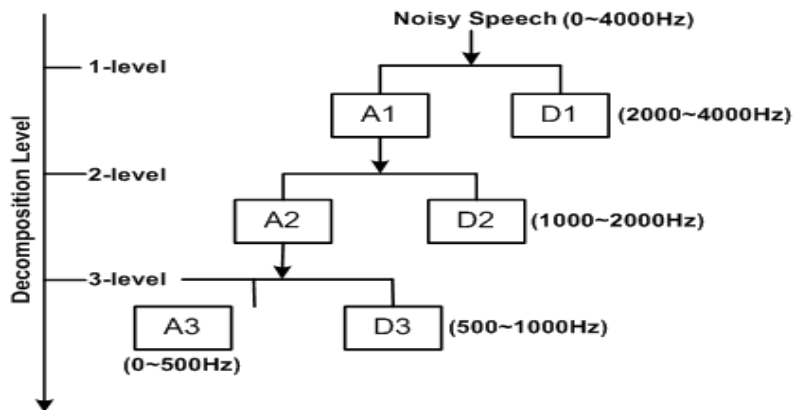 Noisy Speech (0~4000Hz)
1-level
A1
D1
(2000~4000Hz)
2-level
A2
D2
(1000~2000Hz)
3-level
A3
D3
(500~1000Hz)
(0~500Hz)
Decomposition Level